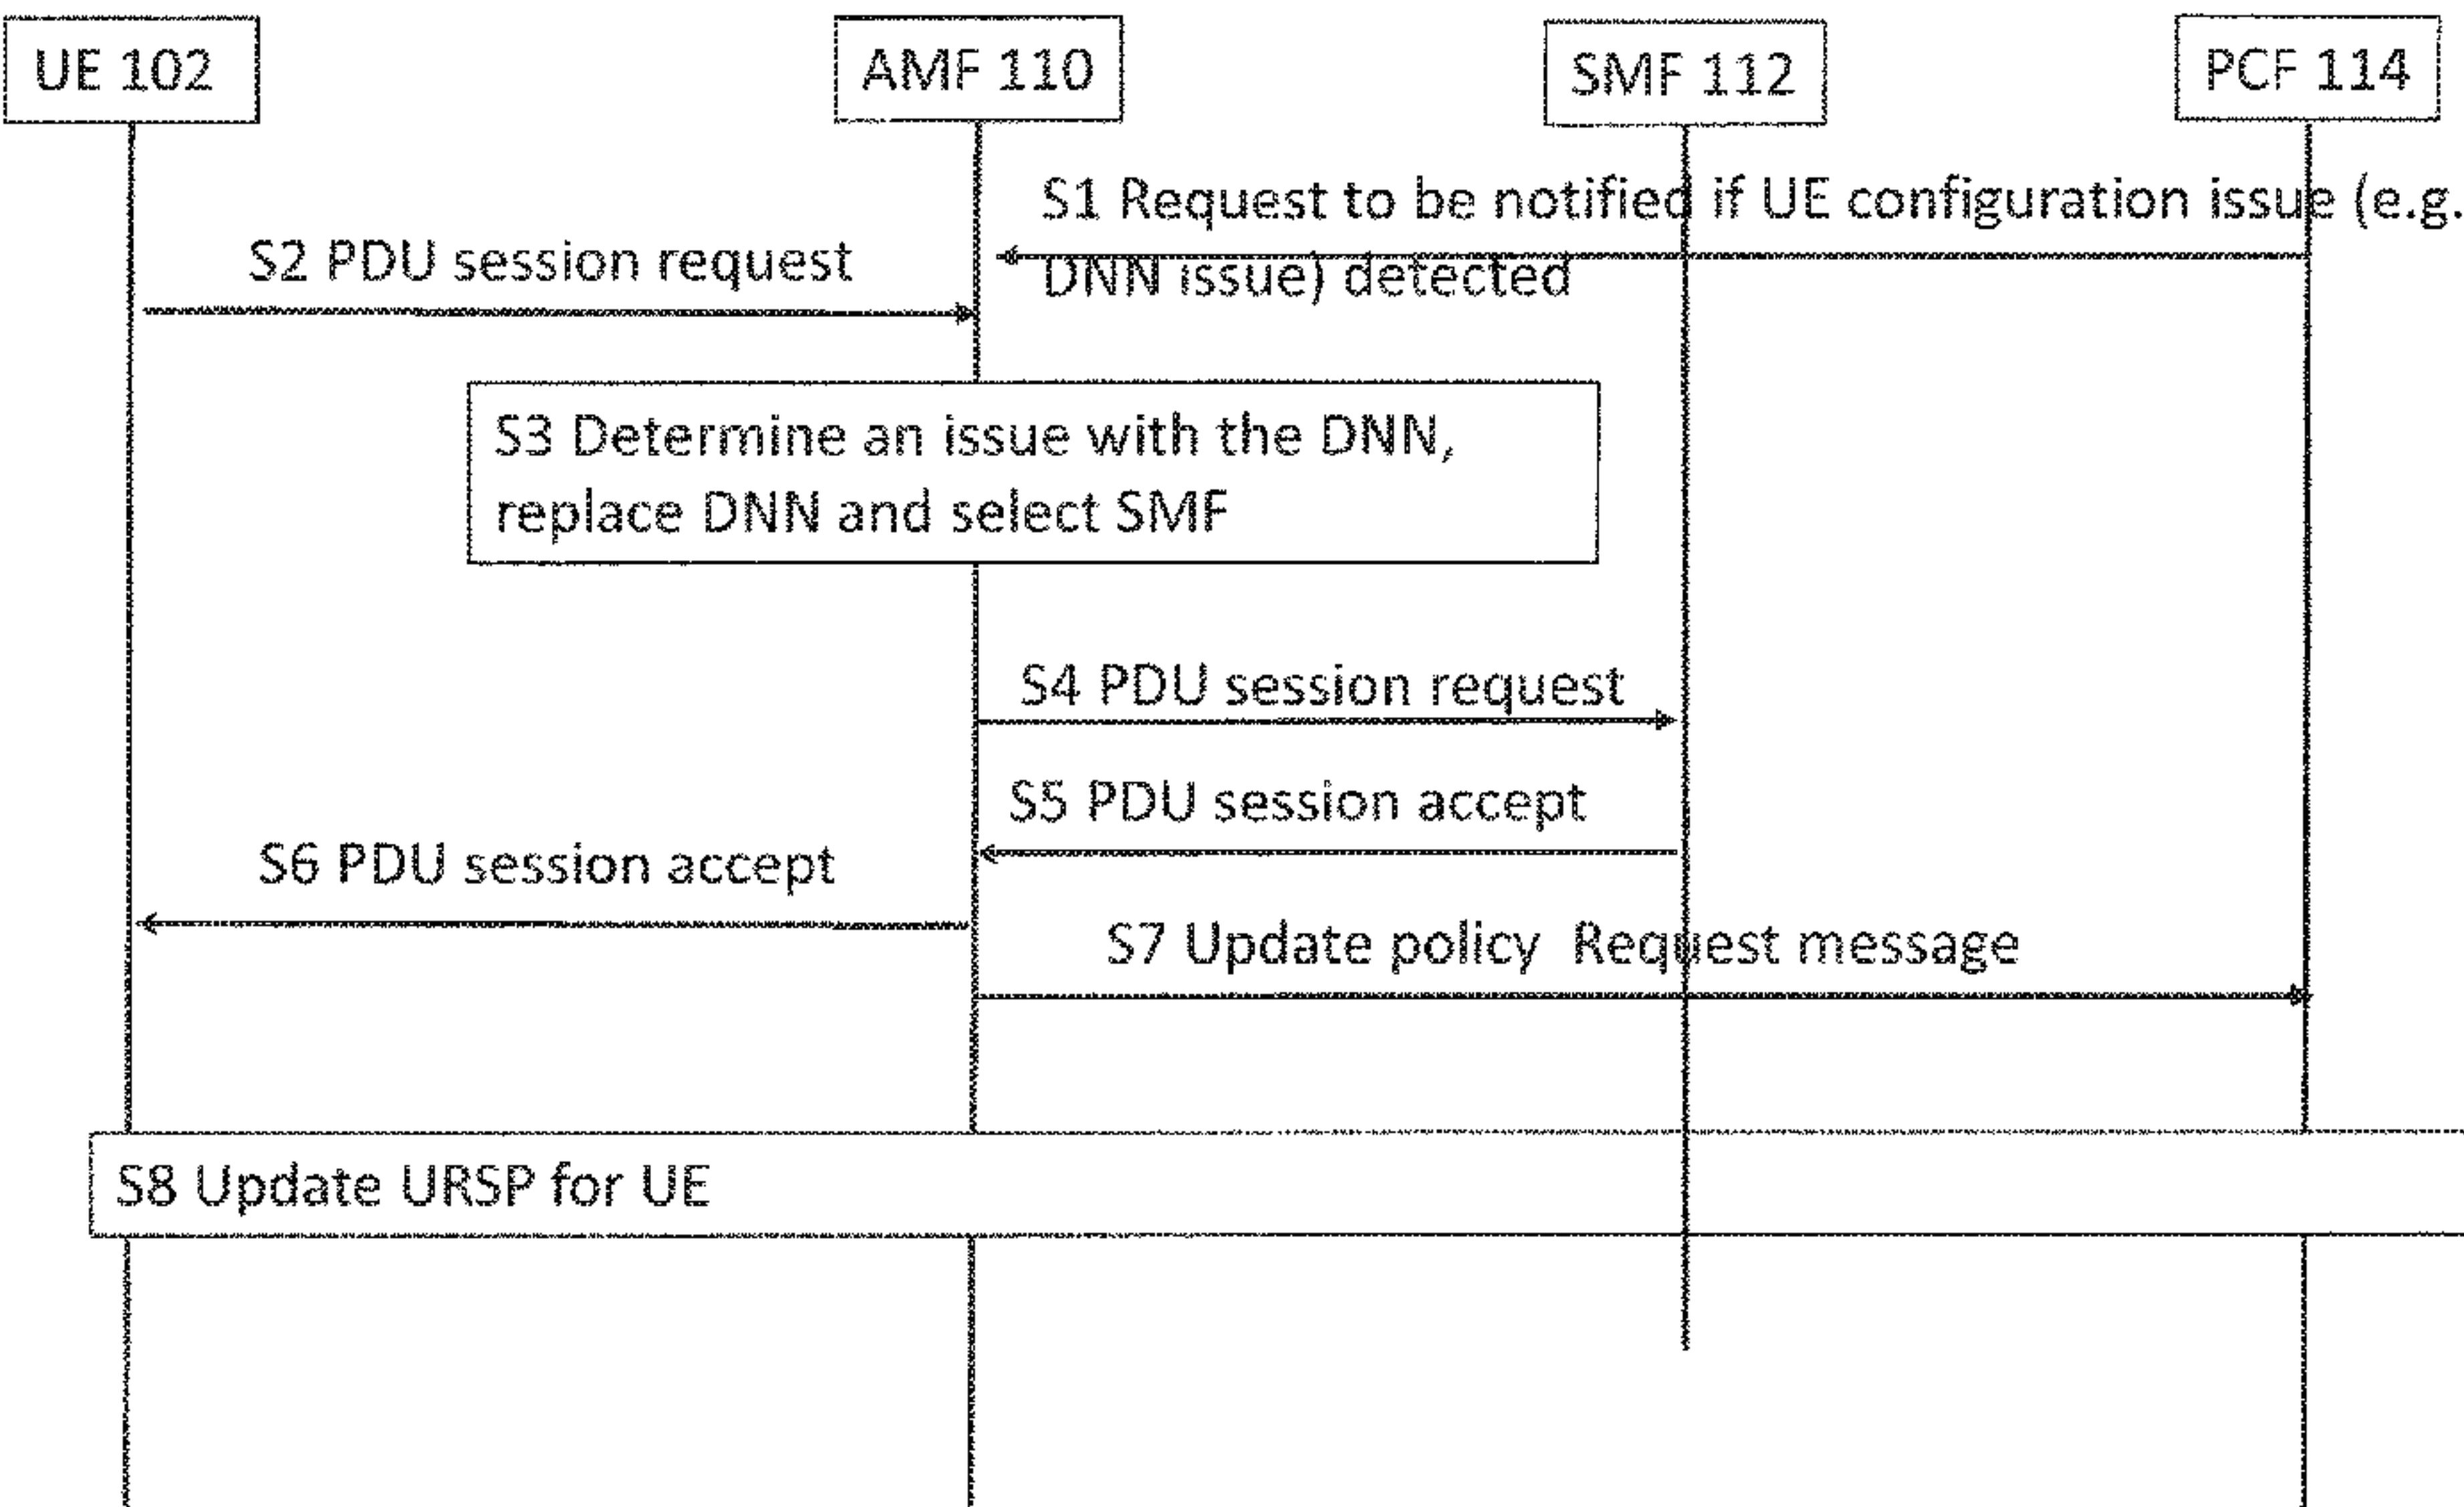 UE 102
AMF 110
SMF 112
PCF 114
S1 Request to be notified if UE configuration issue (e.g.
DNN issue) detected
S2 PDU session request
S3 Determine an issue with the DNN,
replace DNN and select SMF
S4 PDU session request
S5 PDU session accept
S6 PDU session accept
S7 Update policy Request message
S8 Update URSP for UE